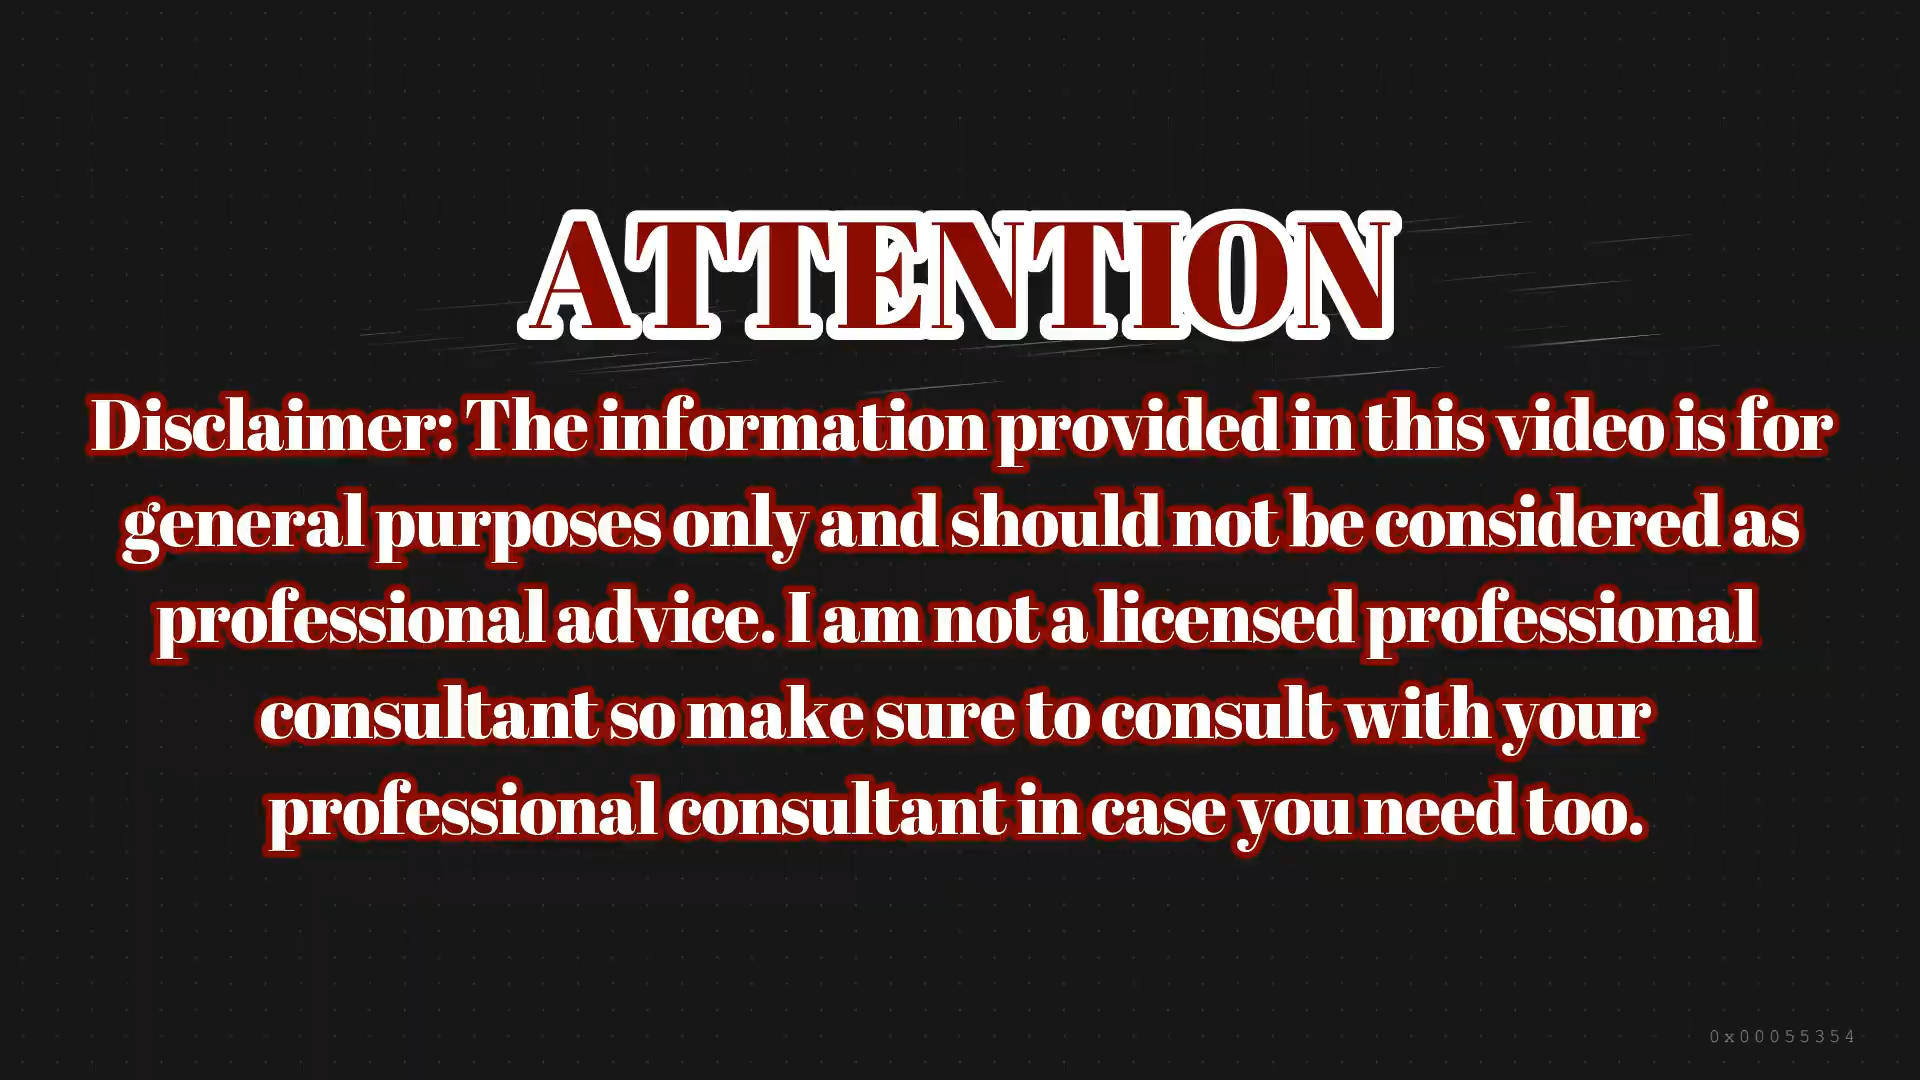 ATTENTION
Disclaimer: The information provided in this video is for
general purposes only and should not be considered as
professional advice. I am not a licensed professional
consultant so make sure to consult with your
professional consultant in case you need too.
0x00055354